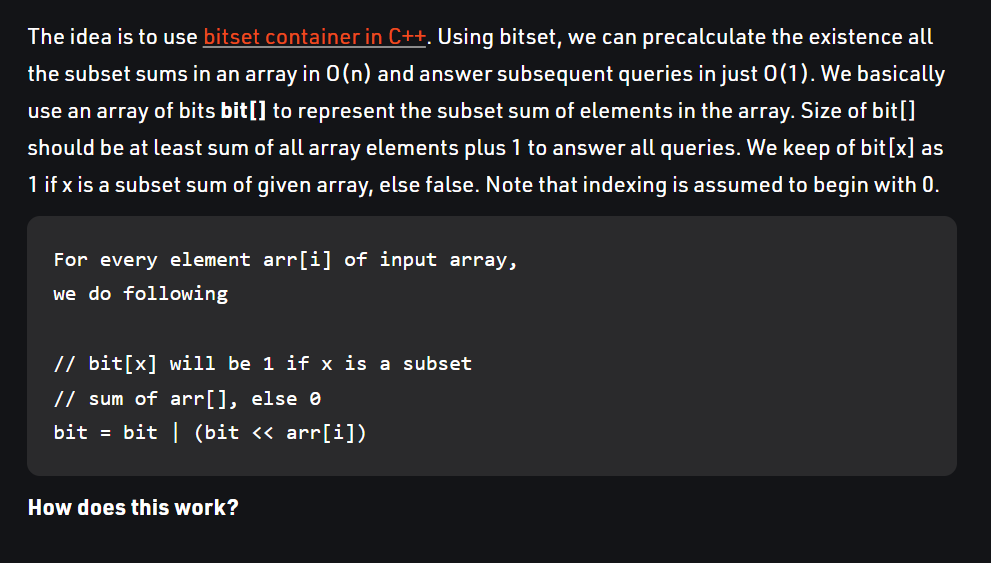 The idea is to use bitset container in C++. Using bitset, we can precalculate the existence all
the subset sums in an array in O(n) and answer subsequent queries in just O(1). We basically
use an array of bits bit[] to represent the subset sum of elements in the array. Size of bit[]
should be at least sum of all array elements plus 1 to answer all queries. We keep of bit[x] as
1 if x is a subset sum of given array, else false. Note that indexing is assumed to begin with 0.
For every element arr[i] of input array,
we do following
// bit[x] will be 1 if x is a subset
// sum of arr[], else 0
bit = bit | (bit << arr[i])
How does this work?